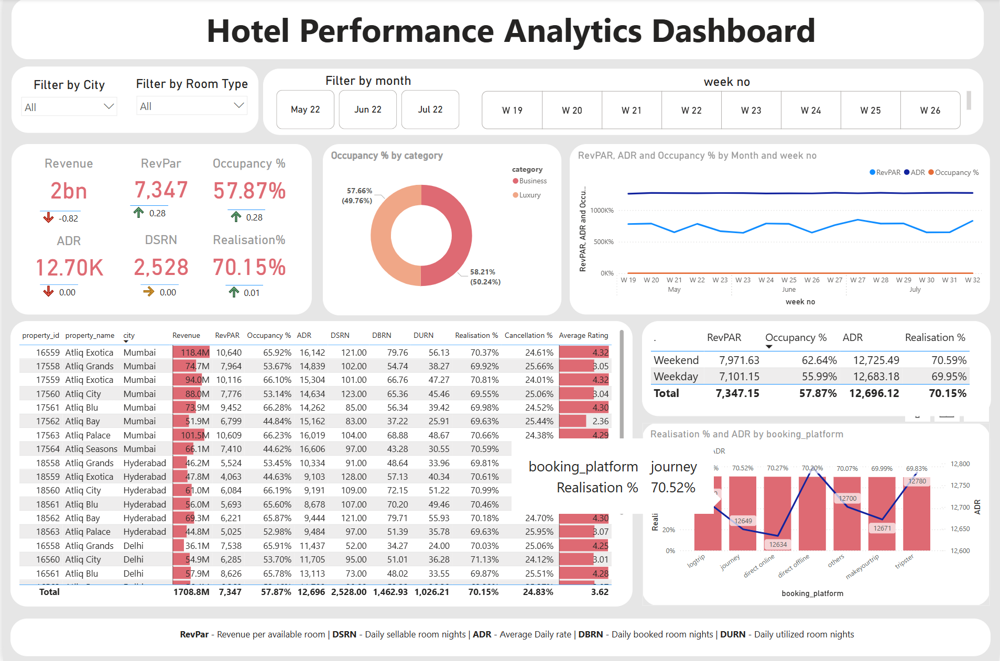 Hotel Performance Analytics Dashboard
Filter by City
All
Filter by Room Type
All
Filter by month
May 22 Jun 22 Jul 22
week no
W 19 W 20 W 21 W 22 W 23 W 24 W 25 W 26
Revenue RevPar Occupancy %
2bn 7,347 57.87%
-0.82 0.28 0.28
ADR DSRN Realisation%
12.70K 2,528 70.15%
0.00 0.00 0.01
Occupancy % by category
category
Business
Luxury
57.66%
(49.76%)
58.21%
(50.24%)
RevPAR, ADR and Occupancy % by Month and week no
RevPAR ADR Occupancy %
RevPAR, ADR and Occu...
1000K%
500K%
0K%
W 19 W 20 W 21 W 22 W 23 W 23 W 24 W 25 W 26 W 27 W 27 W 28 W 29 W 30 W 31 W 32
May June July
week no
property_id property_name city Revenue RevPAR Occupancy % ADR DSRN DBRN DURN Realisation % Cancellation % Average Rating
16559 Atliq Exotica Mumbai 118.4M 10,640 65.92% 16,142 121.00 79.76 56.13 70.37% 24.61% 4.32
17558 Atliq Grands Mumbai 74.7M 7,964 53.67% 14,839 102.00 54.74 38.27 69.92% 25.66% 3.05
17559 Atliq Exotica Mumbai 94.0M 10,116 66.10% 15,304 101.00 66.76 47.27 70.81% 24.01% 4.32
17560 Atliq City Mumbai 88.0M 7,776 53.14% 14,634 123.00 65.36 45.46 69.55% 25.06% 3.04
17561 Atliq Blu Mumbai 73.9M 9,452 66.28% 14,262 85.00 56.34 39.42 69.98% 24.52% 4.30
17562 Atliq Bay Mumbai 51.9M 6,799 44.84% 15,162 83.00 37.22 25.91 69.63% 25.44% 2.36
17563 Atliq Palace Mumbai 101.5M 10,609 66.23% 16,019 104.00 68.88 48.67 70.66% 24.38% 4.29
17564 Atliq Seasons Mumbai 66.1M 7,410 44.62% 16,606 97.00 43.28 30.55 70.59%
18558 Atliq Grands Hyderabad 46.2M 5,524 53.45% 10,334 91.00 48.64 33.96 69.81%
18559 Atliq Exotica Hyderabad 47.8M 4,063 44.63% 9,103 128.00 57.13 40.34 70.61%
18560 Atliq City Hyderabad 61.0M 6,084 66.19% 9,191 109.00 72.15 51.22 70.99%
18561 Atliq Blu Hyderabad 56.0M 5,693 65.60% 8,678 107.00 70.20 49.46 70.46%
18562 Atliq Bay Hyderabad 69.3M 6,221 65.87% 9,444 121.00 79.71 55.93 70.18% 24.70% 4.30
18563 Atliq Palace Hyderabad 44.8M 5,025 52.98% 9,484 97.00 51.39 35.78 69.63% 25.95% 3.07
16558 Atliq Grands Delhi 36.1M 7,538 65.91% 11,437 52.00 34.27 24.00 70.03% 25.06% 4.25
16560 Atliq City Delhi 54.9M 6,285 53.70% 11,705 95.00 51.01 36.28 71.13% 24.12% 3.01
16561 Atliq Blu Delhi 57.9M 8,626 65.78% 13,113 73.00 48.02 33.55 69.87% 25.51% 4.28
Total 1708.8M 7,347 57.87% 12,696 2,528.00 1,462.93 1,026.21 70.15% 24.83% 3.62
. RevPAR Occupancy % ADR Realisation %
Weekend 7,971.63 62.64% 12,725.49 70.59%
Weekday 7,101.15 55.99% 12,683.18 69.95%
Total 7,347.15 57.87% 12,696.12 70.15%
Realisation % and ADR by booking_platform
ADR
booking_platform journey
Realisation % 70.52%
% 70.52% 70.27% 70.20% 70.07% 69.99% 69.83%
0 12649 12634 12700 12671 12780
Reali
20%
0%
12,800
12,750
12,700
12,650
12,600
ADR
logtrip journey direct online direct offline others makeyourtrip tripster
booking_platform
RevPar - Revenue per available room | DSRN - Daily sellable room nights | ADR - Average Daily rate | DBRN - Daily booked room nights | DURN - Daily utilized room nights